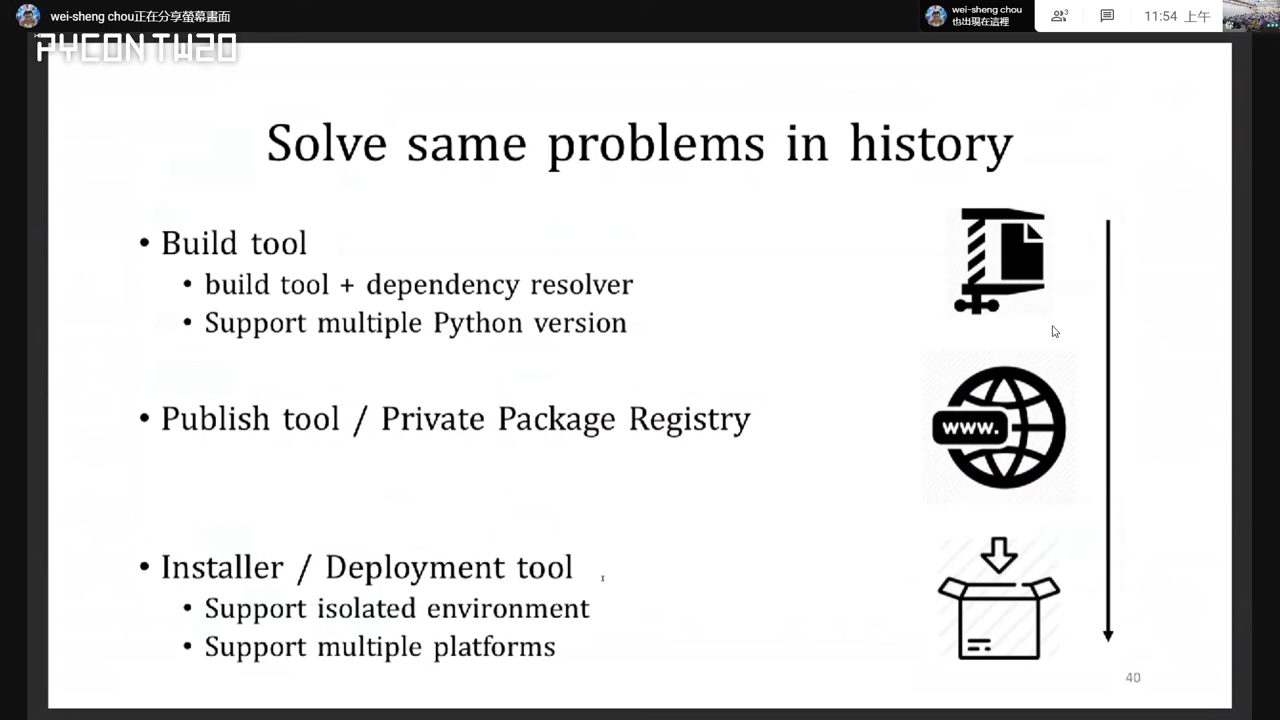 wei-sheng chou正在分享螢幕畫面
wei-sheng chou
也出現在這裡
3
11:54 上午
你
PYCON TW20
Solve same problems in history
• Build tool
• build tool + dependency resolver
• Support multiple Python version
• Publish tool / Private Package Registry
www.
• Installer / Deployment tool
• Support isolated environment
• Support multiple platforms
40